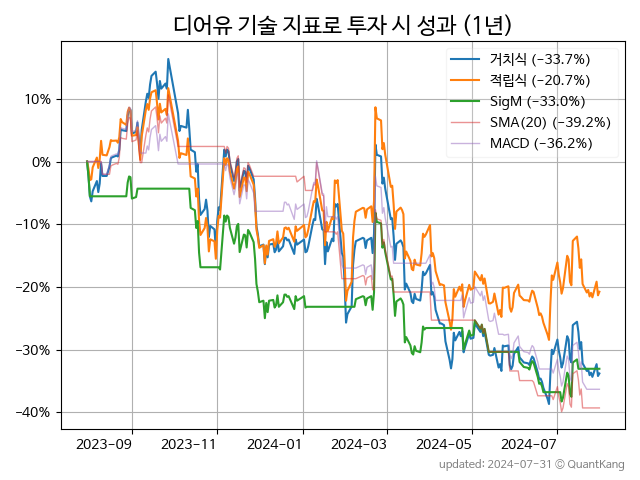 디어유 기술 지표로 투자 시 성과 (1년)
거치식 (−33.7%)
적립식 (−20.7%)
SigM (−33.0%)
SMA(20) (−39.2%)
MACD (−36.2%)
10%
0%
−10%
−20%
−30%
−40%
2023-09
2023-11
2024-01
2024-03
2024-05
2024-07
updated: 2024-07-31 © QuantKang